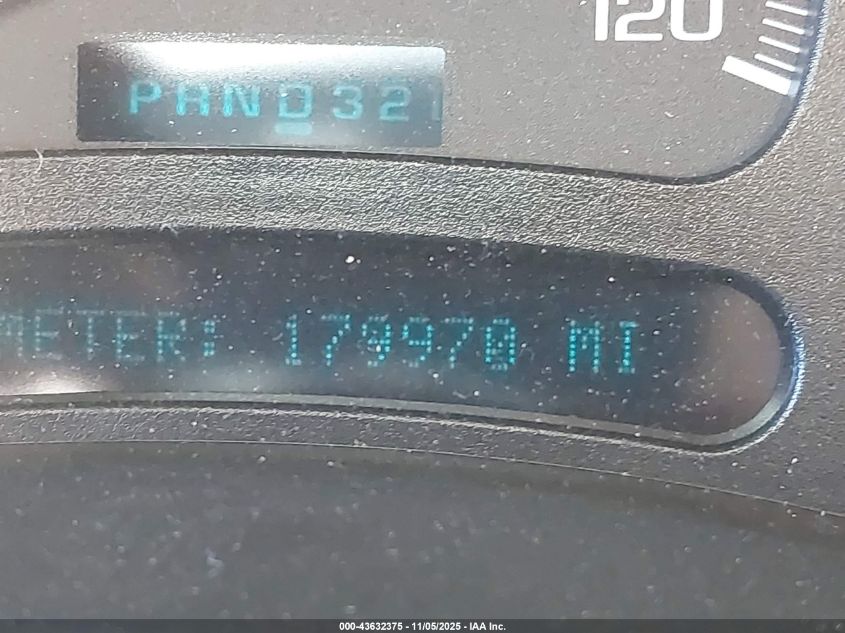 120
PRND321
METER: 179970 MI
000-43632375 - 11/05/2025 - IAA Inc.